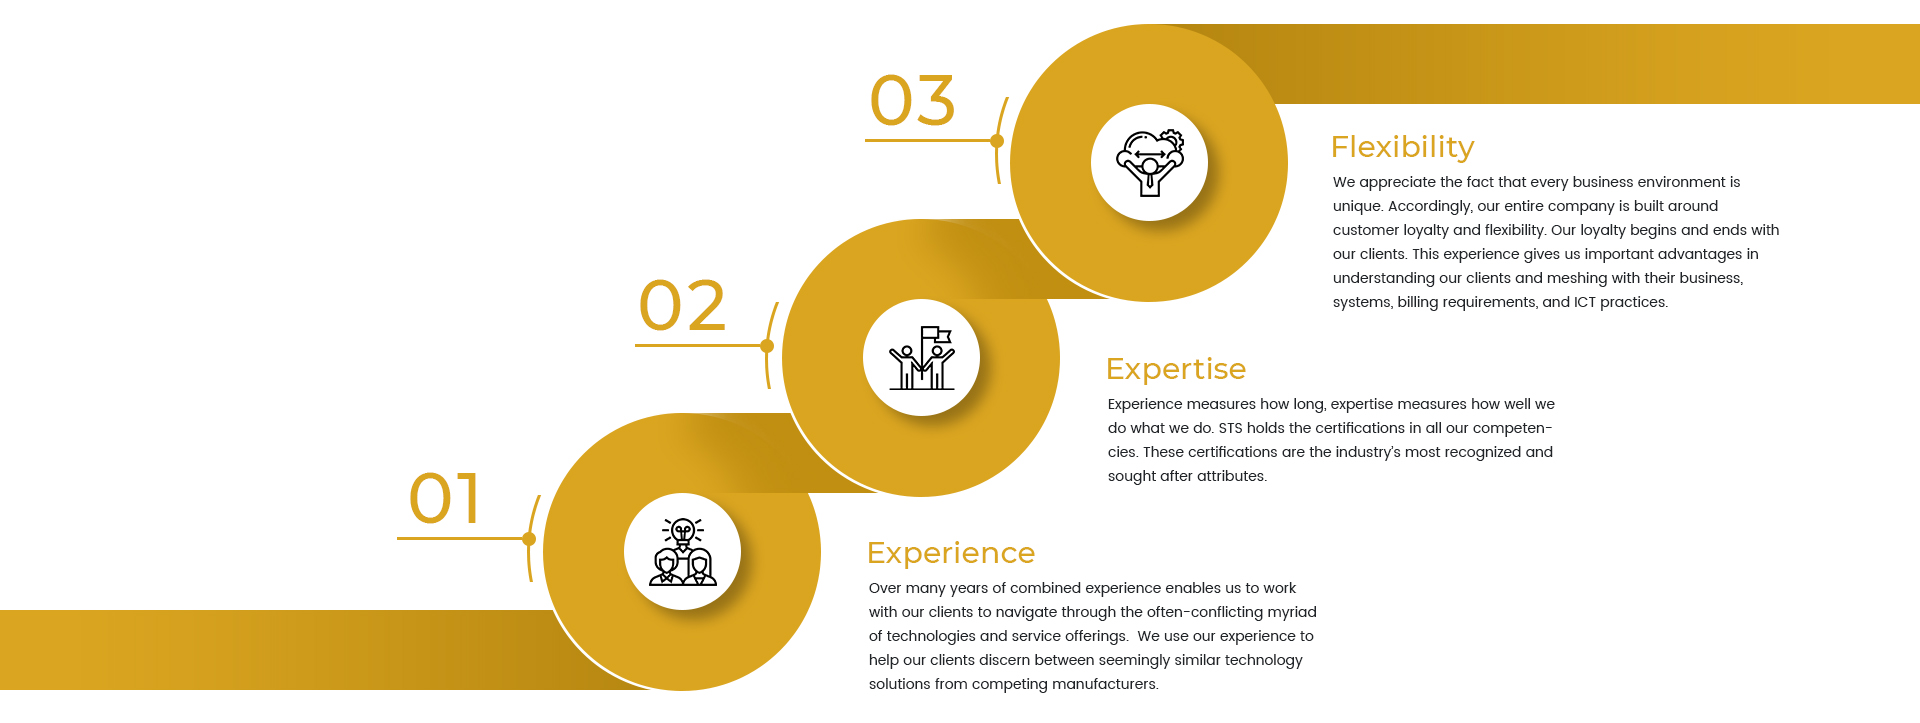 03
Flexibility
We appreciate the fact that every business environment is
unique. Accordingly, our entire company is built around
customer loyalty and flexibility. Our loyalty begins and ends with
our clients. This experience gives us important advantages in
understanding our clients and meshing with their business,
systems, billing requirements, and ICT practices.
02
Expertise
Experience measures how long, expertise measures how well we
do what we do. STS holds the certifications in all our competen-
cies. These certifications are the industry's most recognized and
sought after attributes.
01
Experience
Over many years of combined experience enables us to work
with our clients to navigate through the often-conflicting myriad
of technologies and service offerings.  We use our experience to
help our clients discern between seemingly similar technology
solutions from competing manufacturers.